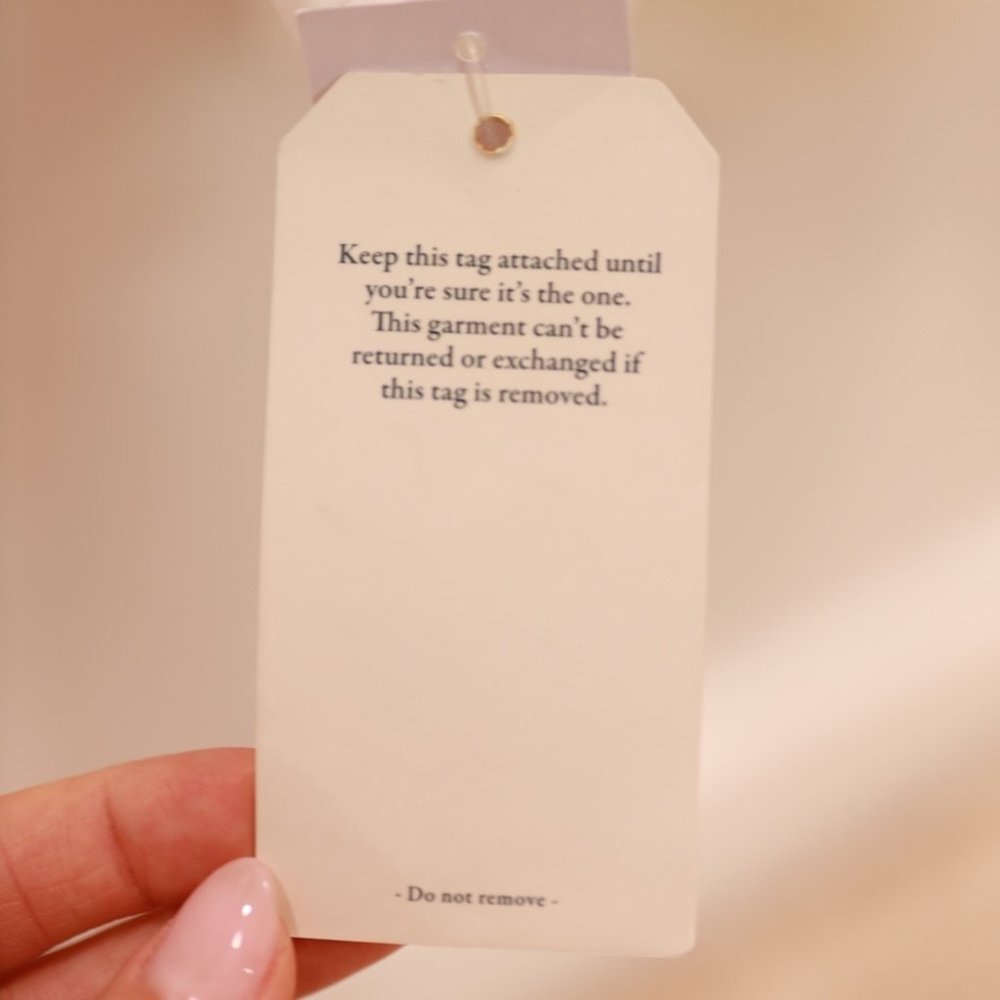 Keep this tag attached until
you’re sure it’s the one.
This garment can’t be
returned or exchanged if
this tag is removed.
- Do not remove -